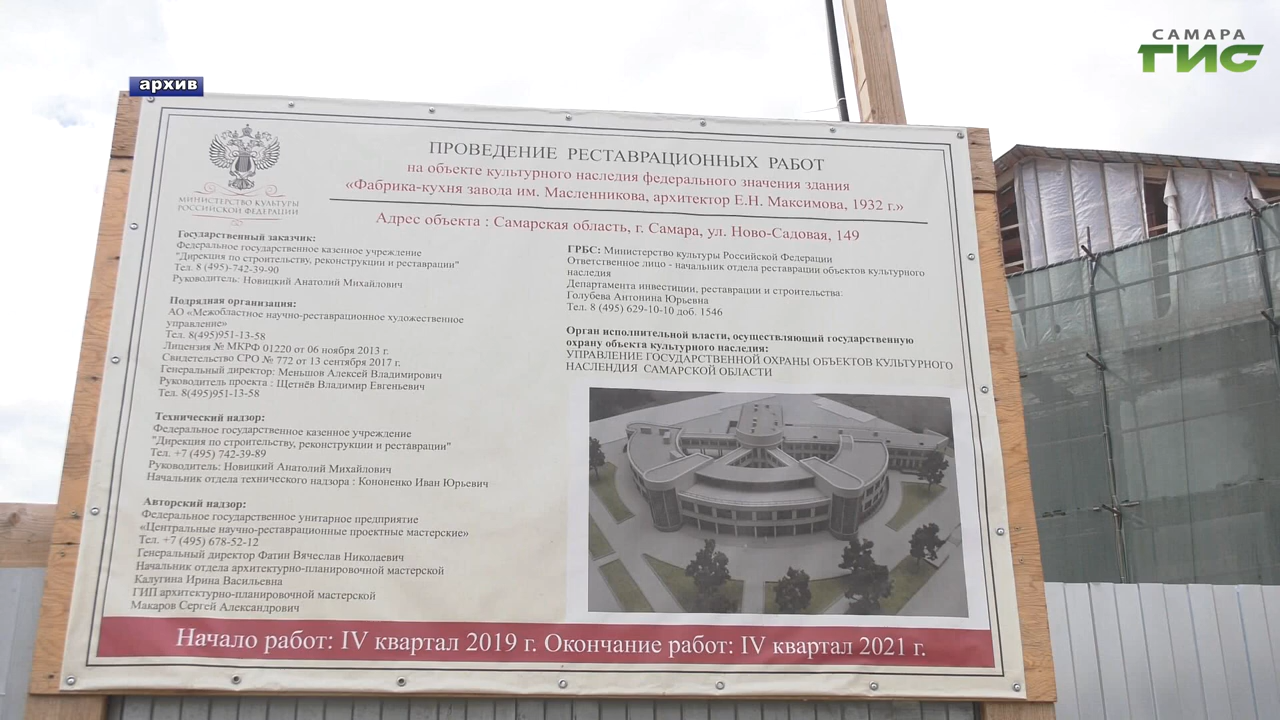 САМАРА
ГИС
архив
МИНИСТЕРСТВО КУЛЬТУРЫ
РОССИЙСКОЙ ФЕДЕРАЦИИ
ПРОВЕДЕНИЕ РЕСТАВРАЦИОННЫХ РАБОТ
на объекте культурного наследия федерального значения здания
«Фабрика-кухня завода им. Масленникова, архитектор Е.Н. Максимова, 1932 г.»
Адрес объекта : Самарская область, г. Самара, ул. Ново-Садовая, 149
Государственный заказчик:
Федеральное государственное казенное учреждение
"Дирекция по строительству, реконструкции и реставрации"
Тел. 8 (495)-742-39-90
Руководитель: Новицкий Анатолий Михайлович
Подрядная организация:
АО «Межобластное научно-реставрационное художественное
управление»
Тел. 8(495)951-13-58
Лицензия № МКРФ 01220 от 06 ноября 2013 г.
Свидетельство СРО № 772 от 13 сентября 2017 г.
Генеральный директор: Меньшов Алексей Владимирович
Руководитель проекта : Щетнёв Владимир Евгеньевич
Тел. 8(495)951-13-58
Технический надзор:
Федеральное государственное казенное учреждение
"Дирекция по строительству, реконструкции и реставрации"
Тел. +7 (495) 742-39-89
Руководитель: Новицкий Анатолий Михайлович
Начальник отдела технического надзора : Кононенко Иван Юрьевич
Авторский надзор:
Федеральное государственное унитарное предприятие
«Центральные научно-реставрационные проектные мастерские»
Тел. +7 (495) 678-52-12
Генеральный директор Фатин Вячеслав Николаевич
Начальник отдела архитектурно-планировочной мастерской
Калугина Ирина Васильевна
ГИП архитектурно-планировочной мастерской
Макаров Сергей Александрович
ГРБС: Министерство культуры Российской Федерации
Ответственное лицо - начальник отдела реставрации объектов культурного
наследия
Департамента инвестиции, реставрации и строительства:
Голубева Антонина Юрьевна
Тел. 8 (495) 629-10-10 доб. 1546
Орган исполнительной власти, осуществляющий государственную
охрану объекта культурного наследия:
УПРАВЛЕНИЕ ГОСУДАРСТВЕННОЙ ОХРАНЫ ОБЪЕКТОВ КУЛЬТУРНОГО
НАСЛЕНДИЯ САМАРСКОЙ ОБЛАСТИ
Начало работ: IV квартал 2019 г. Окончание работ: IV квартал 2021 г.